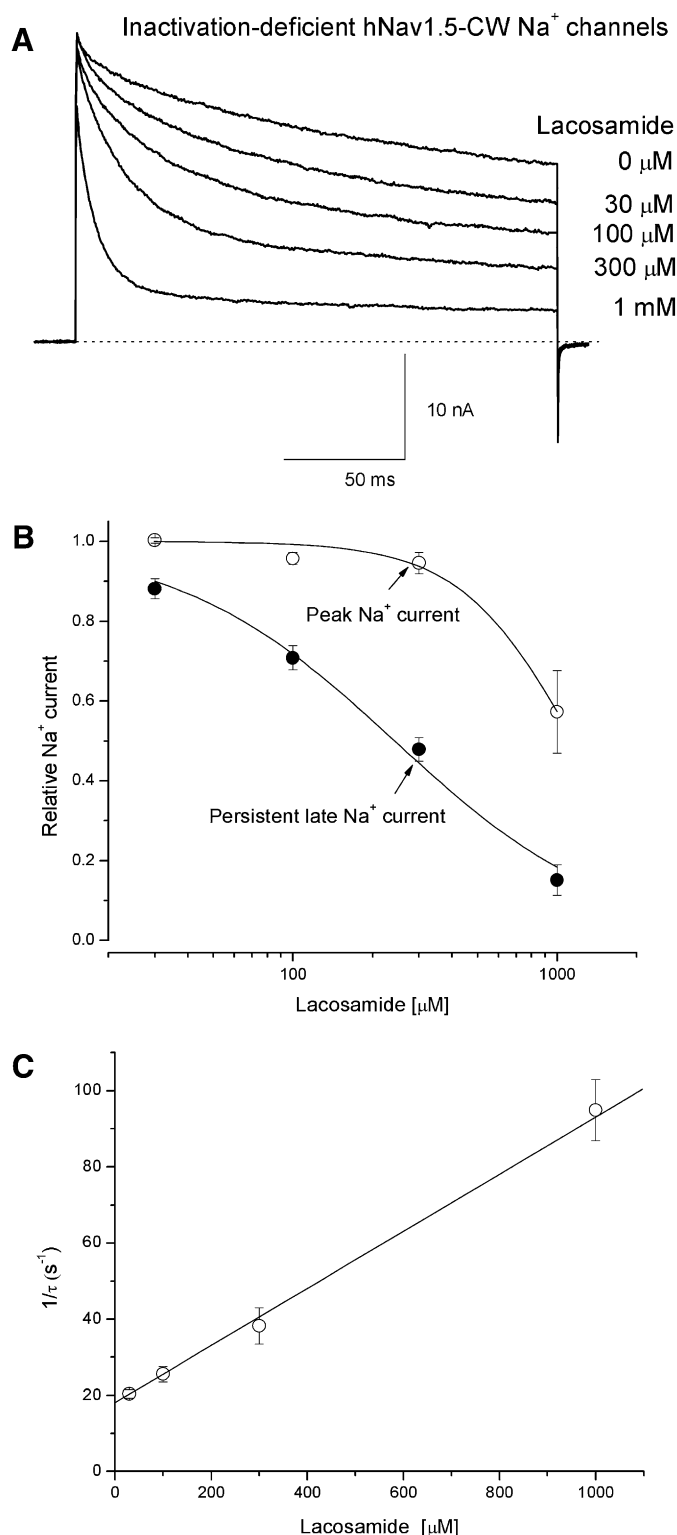 A
Inactivation-deficient hNav1.5-CW Na⁺ channels
Lacosamide
0 μM
30 μM
100 μM
300 μM
1 mM
10 nA
50 ms
B
1.0
0.8
0.6
0.4
0.2
0.0
Relative Na⁺ current
Peak Na⁺ current
Persistent late Na⁺ current
100
1000
Lacosamide [μM]
C
100
80
60
40
20
0
1/τ (s⁻¹)
0
200
400
600
800
1000
Lacosamide [μM]